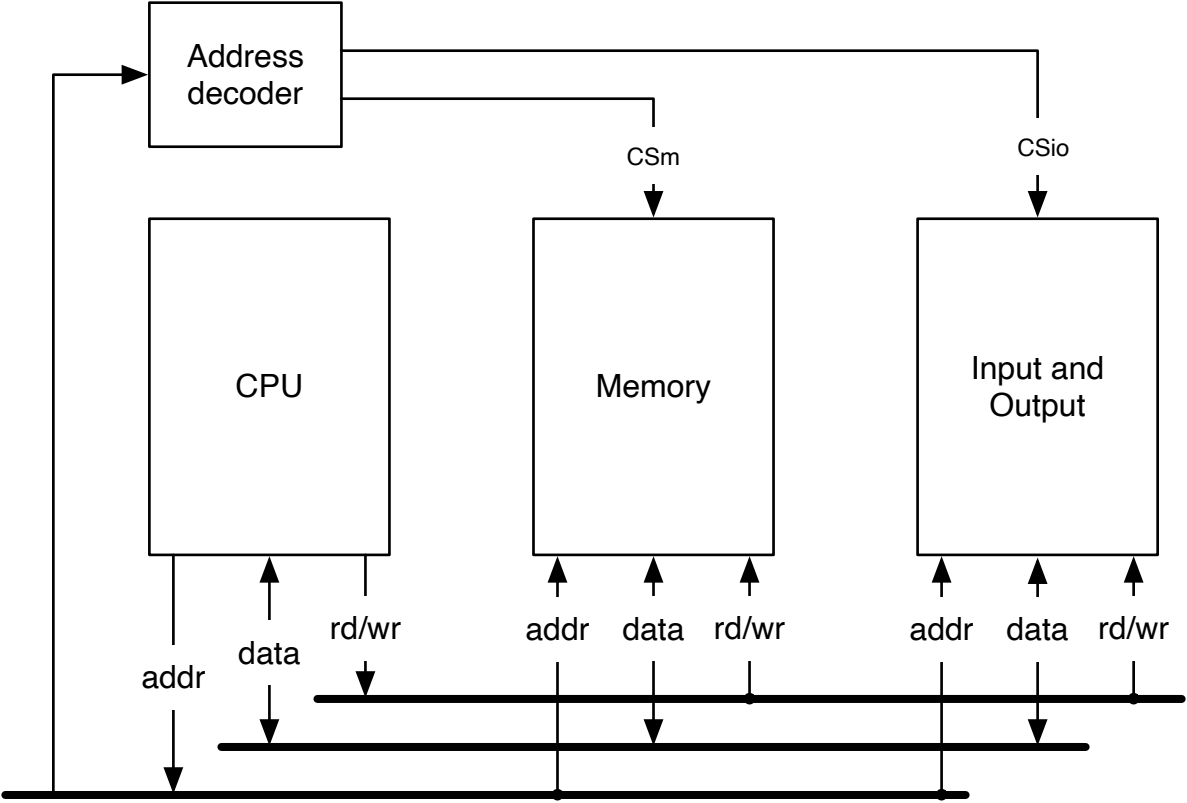 Address
decoder
CSm
CSio
CPU
Memory
Input and
Output
addr
data
rd/wr
addr
data
rd/wr
addr
data
rd/wr